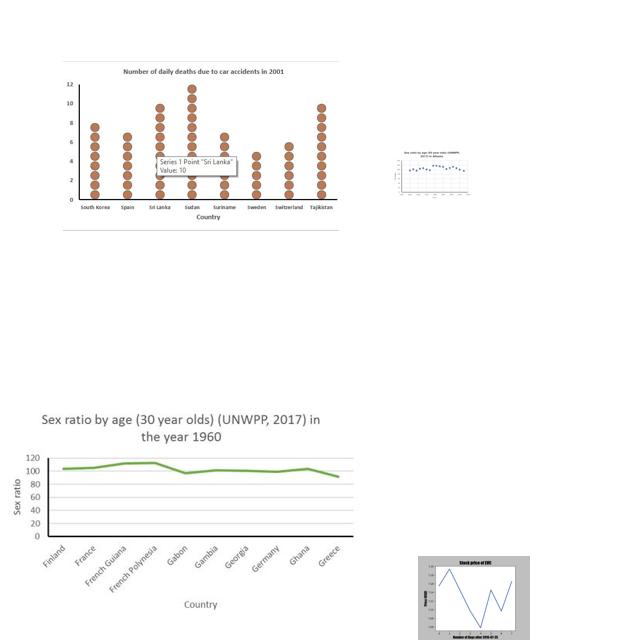 Number of daily deaths due to car accidents in 2001
12
10
8
6
4
2
0
Series 1 Point "Sri Lanka"
Value: 10
South Korea Spain Sri Lanka Sudan Suriname Sweden Switzerland Tajikistan
Country
Sex ratio by age (30 year olds) (UNWPP, 2017) in
the year 1960
120
100
80
60
40
20
0
Sex ratio
Finland France French Guiana French Polynesia Gabon Gambia Georgia Germany Ghana Greece
Country
Stock price of EWC